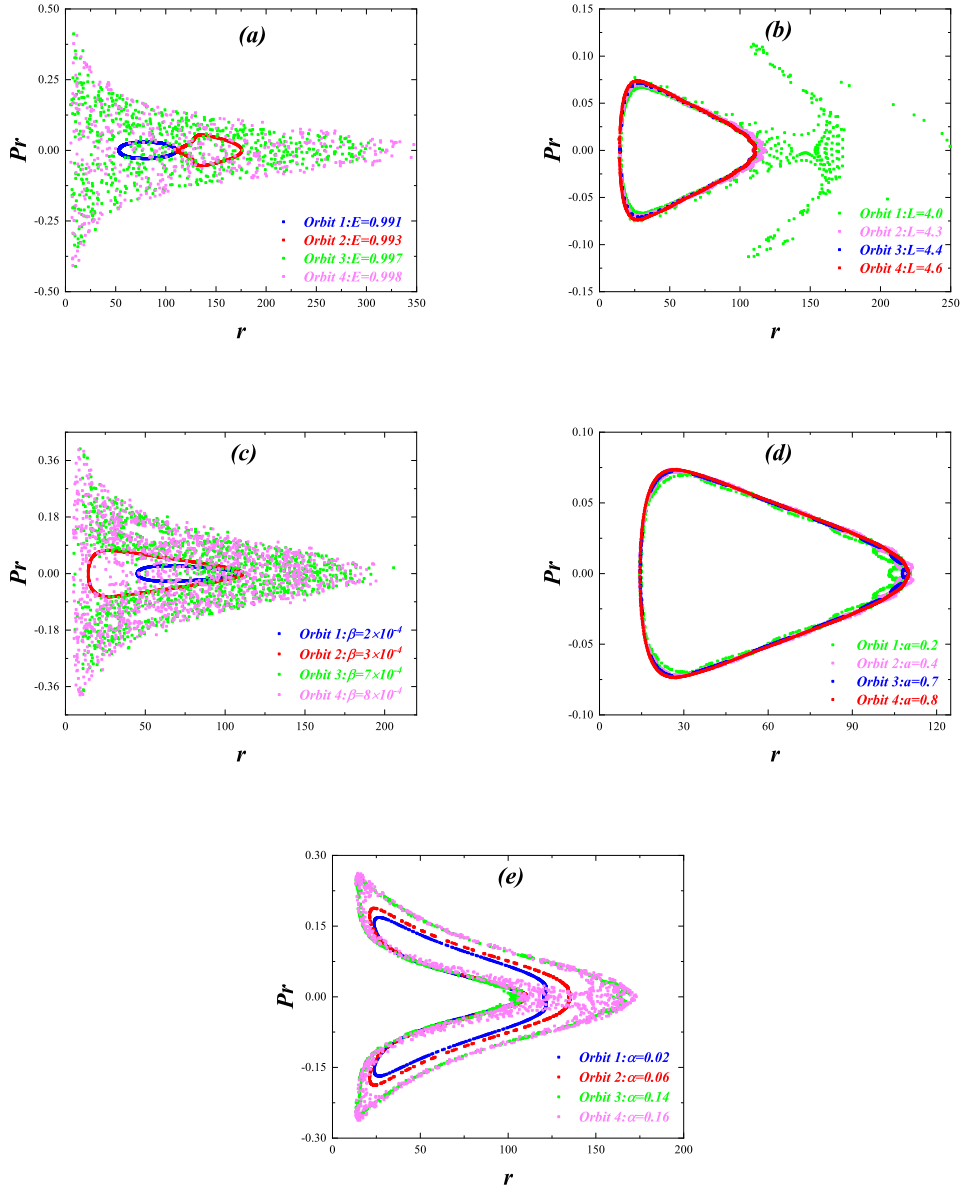 (a)
0.50
0.25
0.00
-0.25
-0.50
Pr
Orbit 1:E=0.991
Orbit 2:E=0.993
Orbit 3:E=0.997
Orbit 4:E=0.998
0 50 100 150 200 250 300 350
r
(b)
0.15
0.10
0.05
0.00
-0.05
-0.10
-0.15
Pr
Orbit 1:L=4.0
Orbit 2:L=4.3
Orbit 3:L=4.4
Orbit 4:L=4.6
0 50 100 150 200 250
r
(c)
0.36
0.18
0.00
-0.18
-0.36
Pr
Orbit 1:β=2×10⁻⁴
Orbit 2:β=3×10⁻⁴
Orbit 3:β=7×10⁻⁴
Orbit 4:β=8×10⁻⁴
0 50 100 150 200
r
(d)
0.10
0.05
0.00
-0.05
-0.10
Pr
Orbit 1:a=0.2
Orbit 2:a=0.4
Orbit 3:a=0.7
Orbit 4:a=0.8
0 30 60 90 120
r
(e)
0.30
0.15
0.00
-0.15
-0.30
Pr
Orbit 1:α=0.02
Orbit 2:α=0.06
Orbit 3:α=0.14
Orbit 4:α=0.16
0 50 100 150 200
r